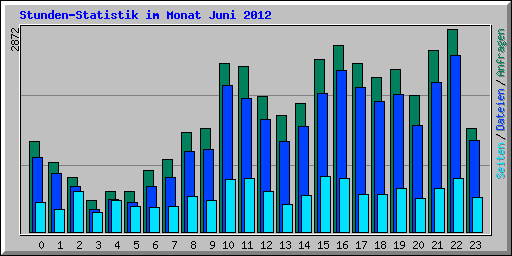 Stunden-Statistik im Monat Juni 2012
2872
Seiten / Dateien / Anfragen
0 1 2 3 4 5 6 7 8 9 10 11 12 13 14 15 16 17 18 19 20 21 22 23